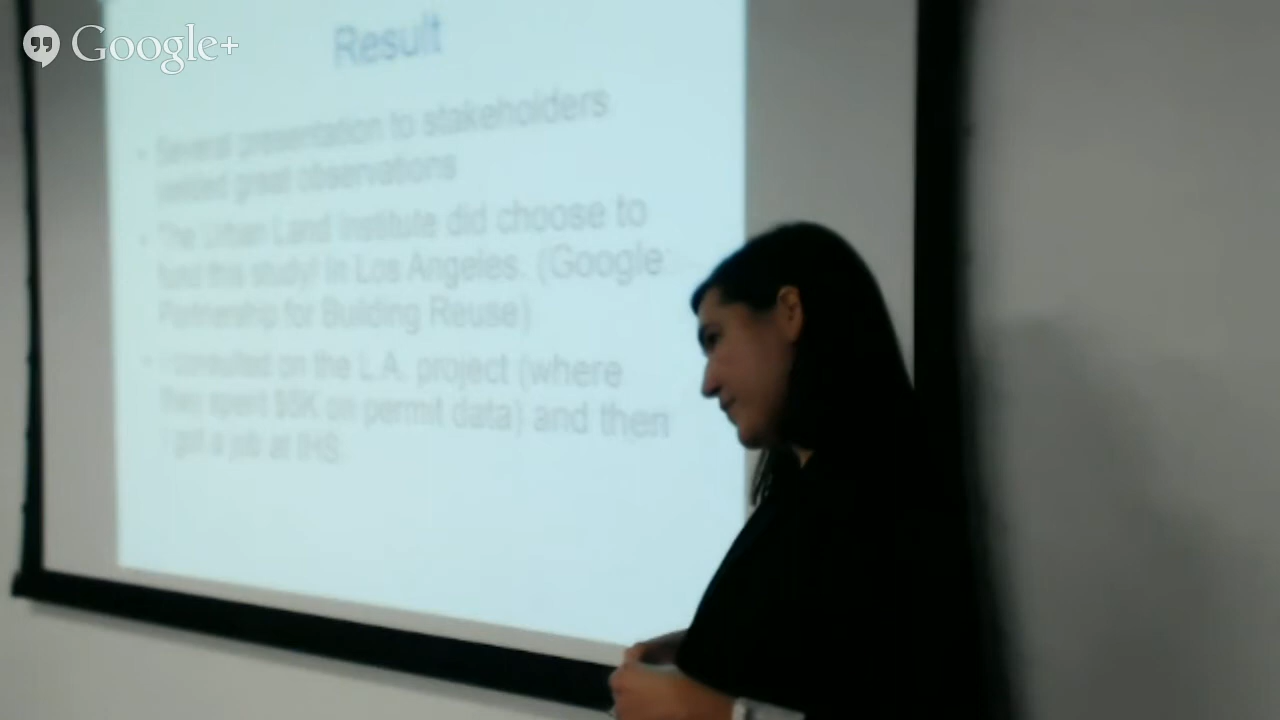 Google+
Result
• Several presentation to stakeholders
great observations
• The Urban Land Institute did choose to
fund this study! In Los Angeles. (Google:
Partnership for Building Reuse)
• I consulted on the L.A. project (where
they spent $5K on permit data) and then
I got a job at IHS.